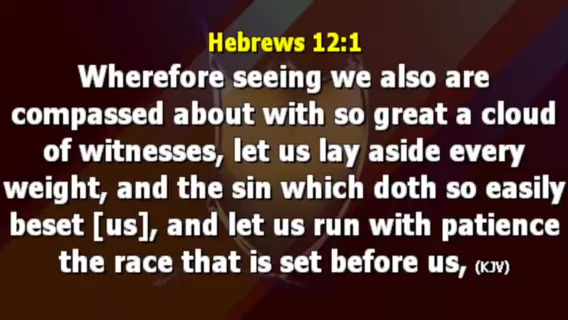 Hebrews 12:1
Wherefore seeing we also are
compassed about with so great a cloud
of witnesses, let us lay aside every
weight, and the sin which doth so easily
beset [us], and let us run with patience
the race that is set before us, (KJV)